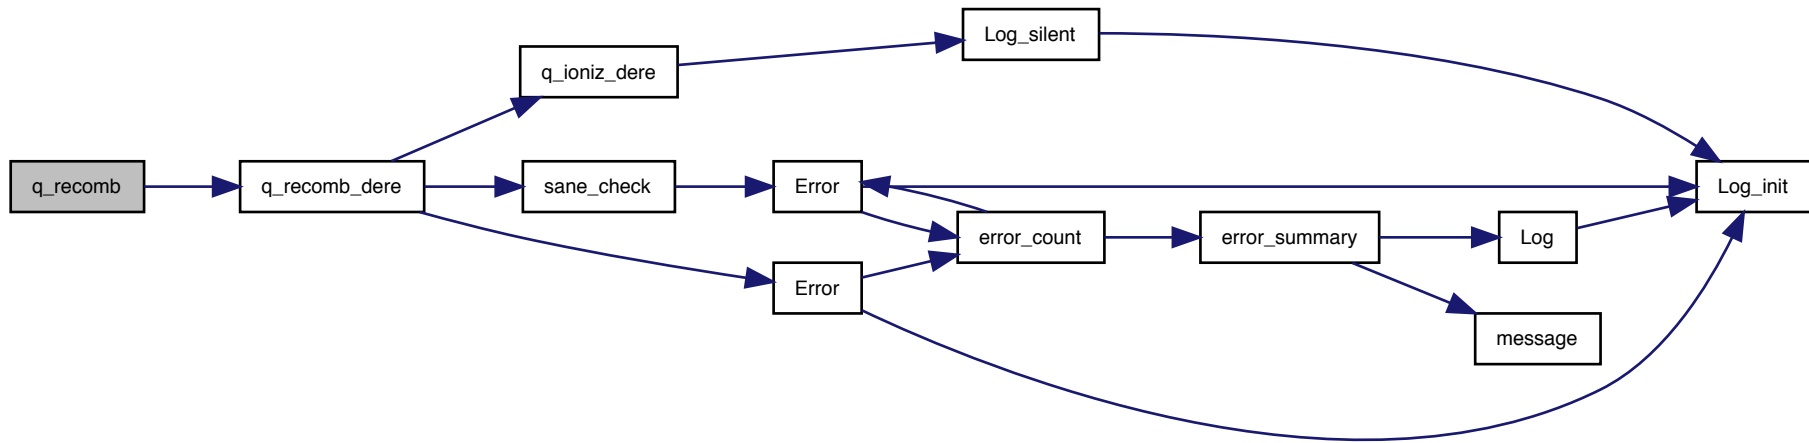 Log_silent
q_ioniz_dere
q_recomb
q_recomb_dere
sane_check
Error
Log_init
error_count
error_summary
Log
Error
message